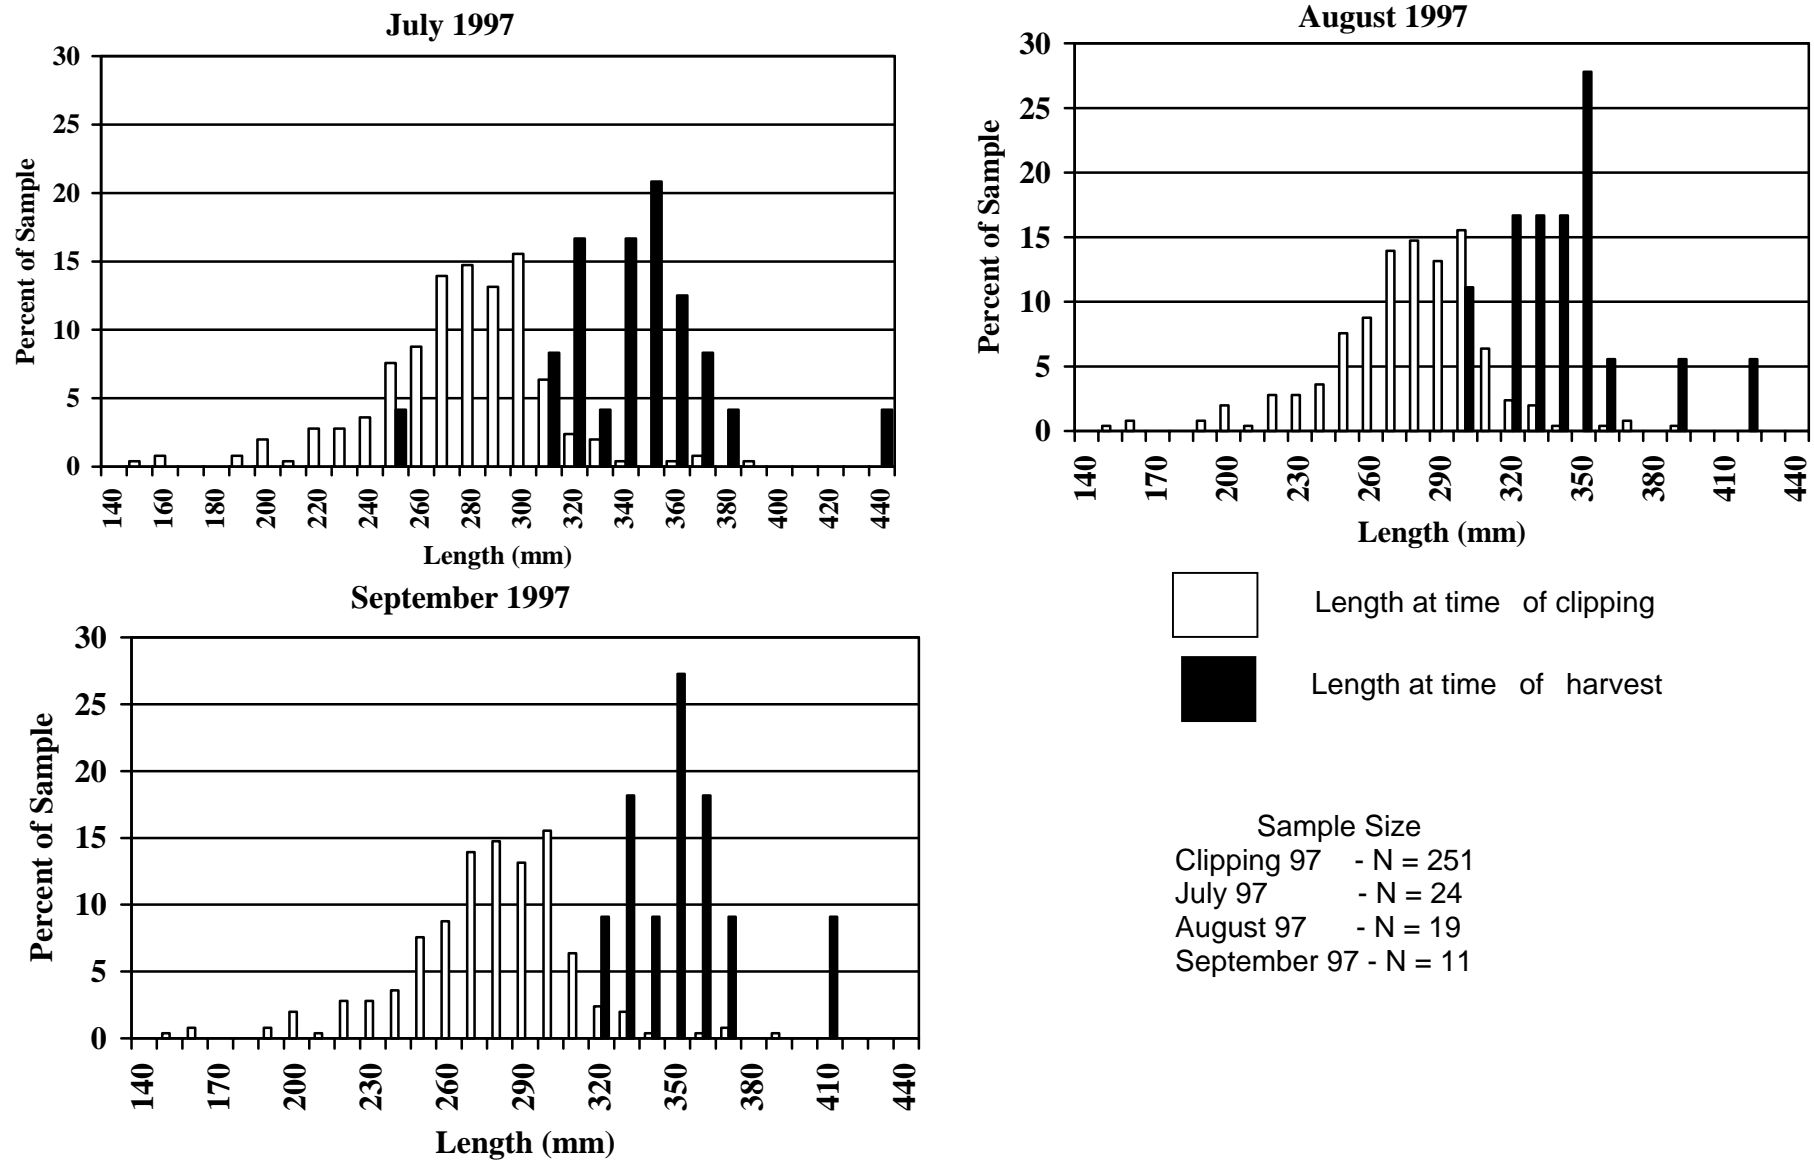 July 1997
30
25
20
15
10
5
0
Percent of Sample
140 160 180 200 220 240 260 280 300 320 340 360 380 400 420 440
Length (mm)
August 1997
30
25
20
15
10
5
0
Percent of Sample
140 170 200 230 260 290 320 350 380 410 440
Length (mm)
September 1997
30
25
20
15
10
5
0
Percent of Sample
140 170 200 230 260 290 320 350 380 410 440
Length (mm)
Length at time of clipping
Length at time of harvest
Sample Size
Clipping 97 - N = 251
July 97 - N = 24
August 97 - N = 19
September 97 - N = 11